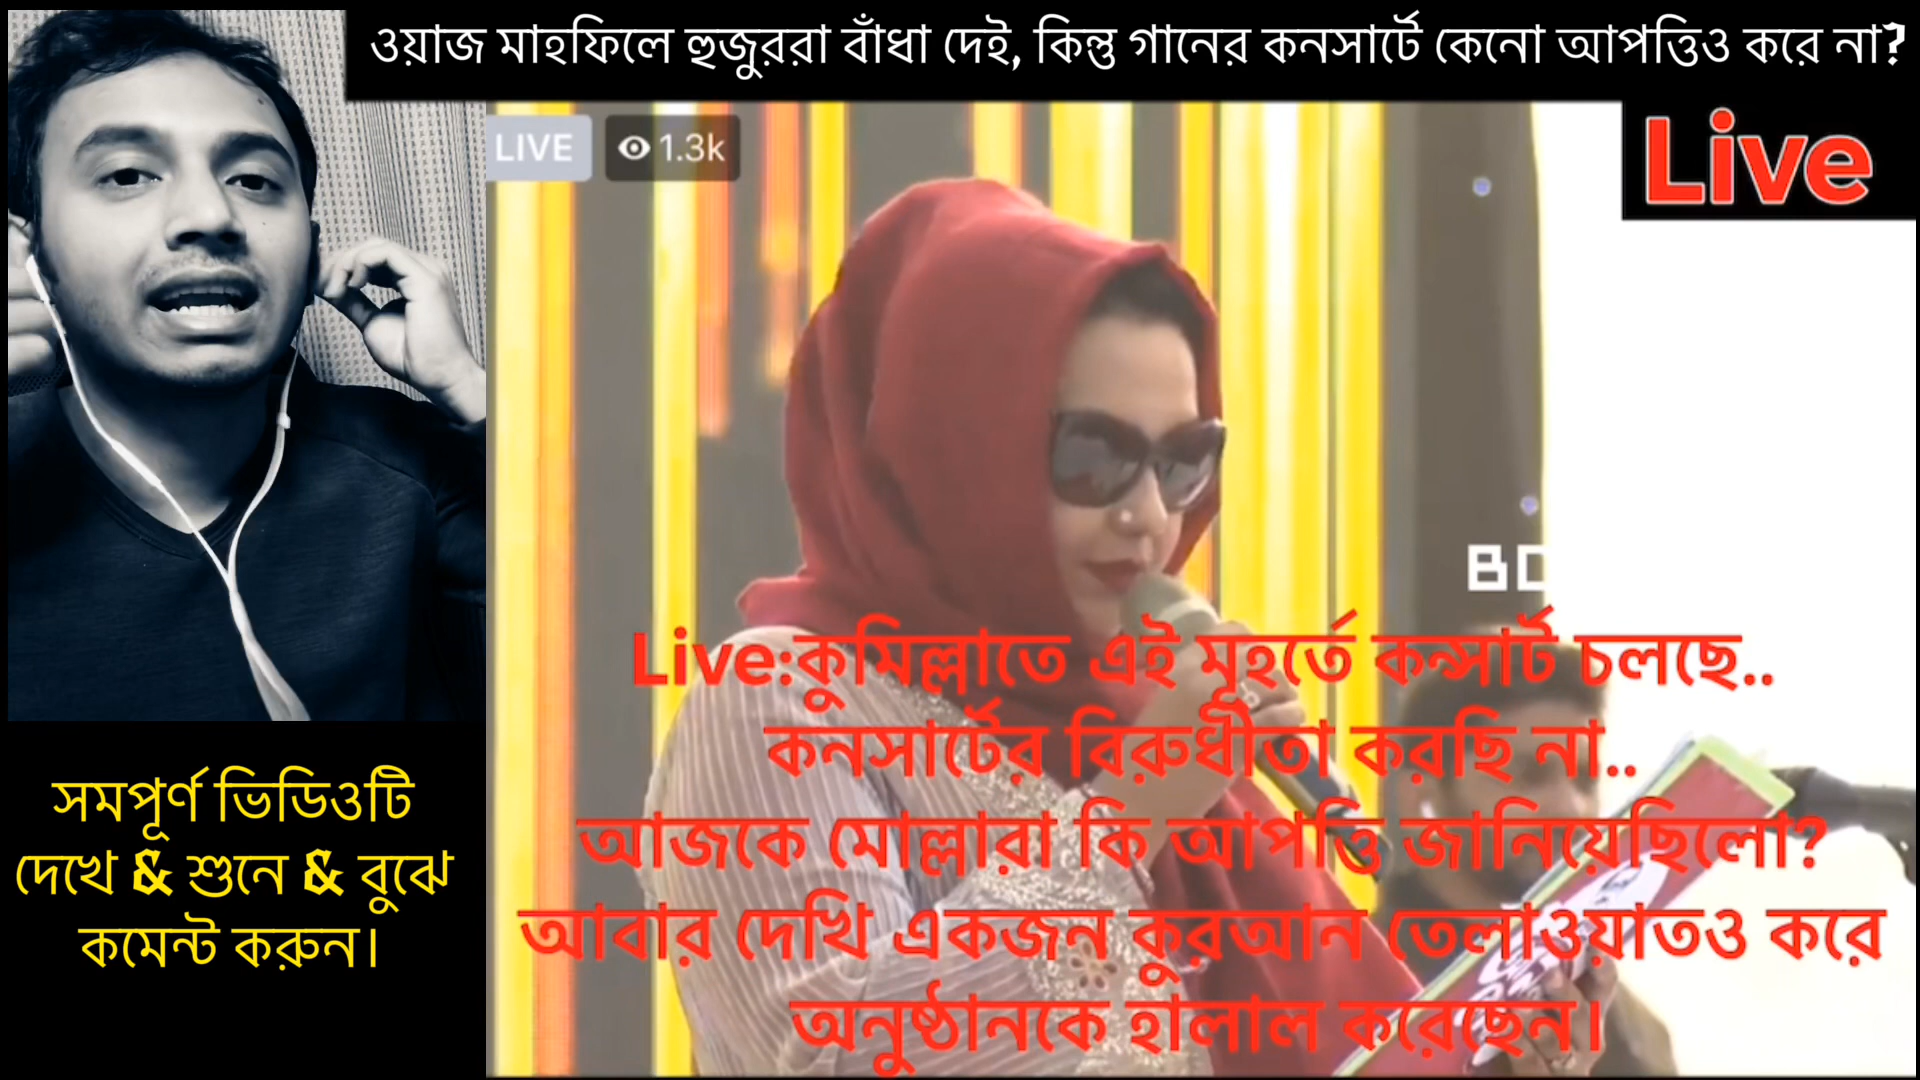 ওয়াজ মাহফিলে হুজুররা বাঁধা দেই, কিন্তু গানের কনসার্টে কেনো আপত্তিও করে না?
LIVE 1.3k
Live
BD
Live:কুমিল্লাতে এই মূহর্তে কন্সার্ট চলছে..
কনসার্টের বিরুধীতা করছি না..
আজকে মোল্লারা কি আপত্তি জানিয়েছিলো?
আবার দেখি একজন কুরআন তেলাওয়াতও করে
অনুষ্ঠানকে হালাল করেছেন।
সমপূর্ণ ভিডিওটি
দেখে & শুনে & বুঝে
কমেন্ট করুন।